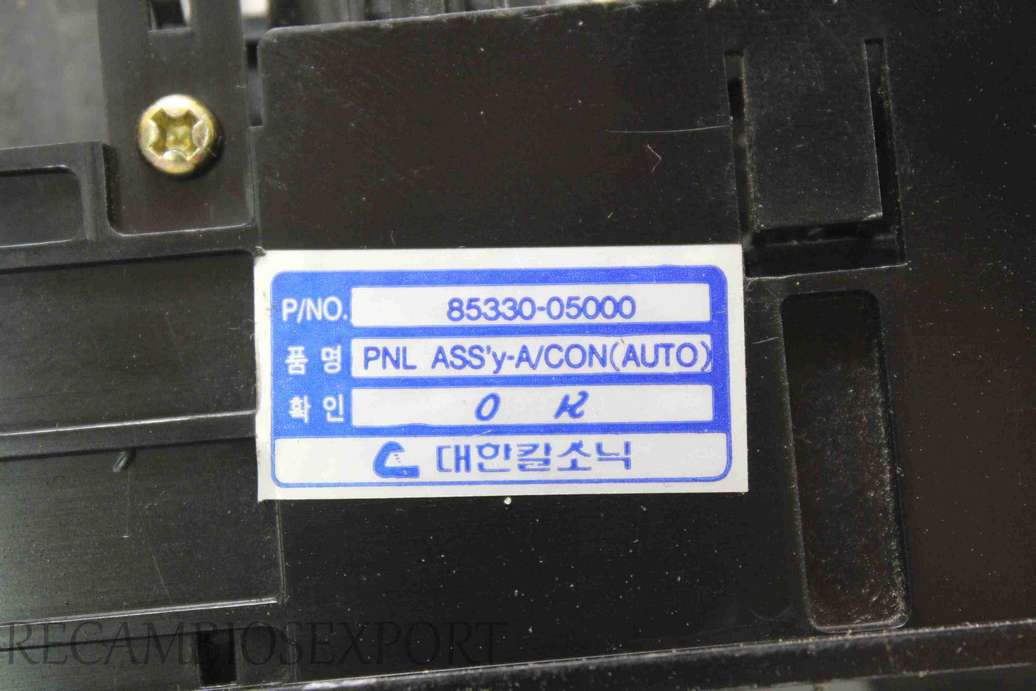 P/NO. 85330-05000
품 명 PNL ASS'y-A/CON(AUTO)
확 인 O K
대한칼소닉
RECAMBIOSEXPORT